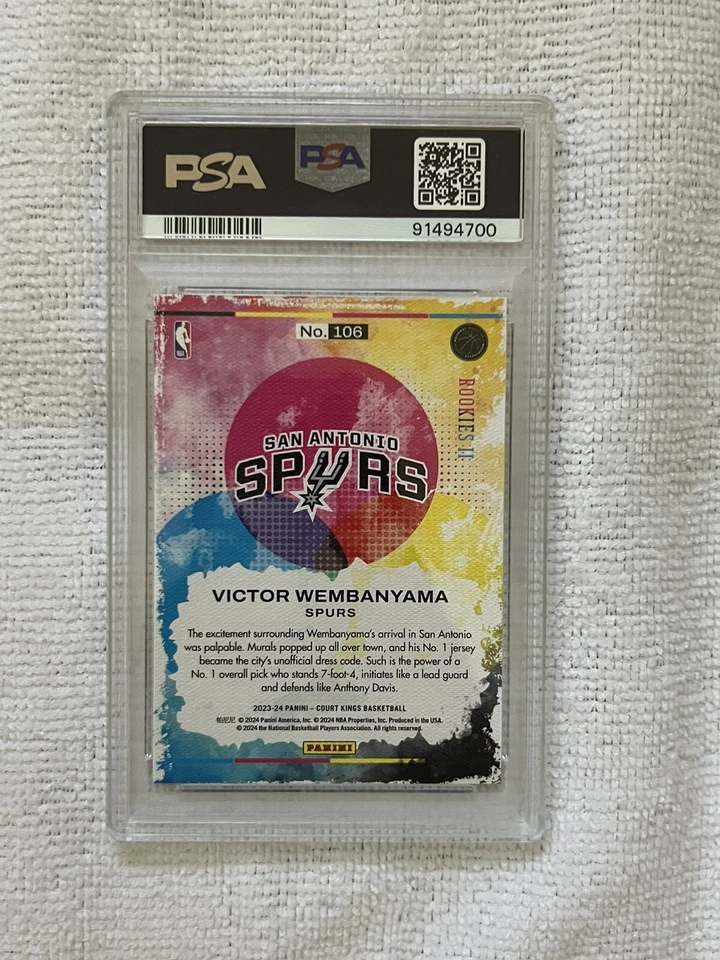 PSA
PSA
91494700
No. 106
ROOKIES II
SAN ANTONIO
SPURS
VICTOR WEMBANYAMA
SPURS
The excitement surrounding Wembanyama's arrival in San Antonio
was palpable. Murals popped up all over town, and his No. 1 jersey
became the city's unofficial dress code. Such is the power of a
No. 1 overall pick who stands 7-foot-4, initiates like a lead guard
and defends like Anthony Davis.
2023-24 PANINI – COURT KINGS BASKETBALL
帕尼尼 © 2024 Panini America, Inc. © 2024 NBA Properties, Inc. Produced in the USA.
© 2024 the National Basketball Players Association. All rights reserved.
PANINI